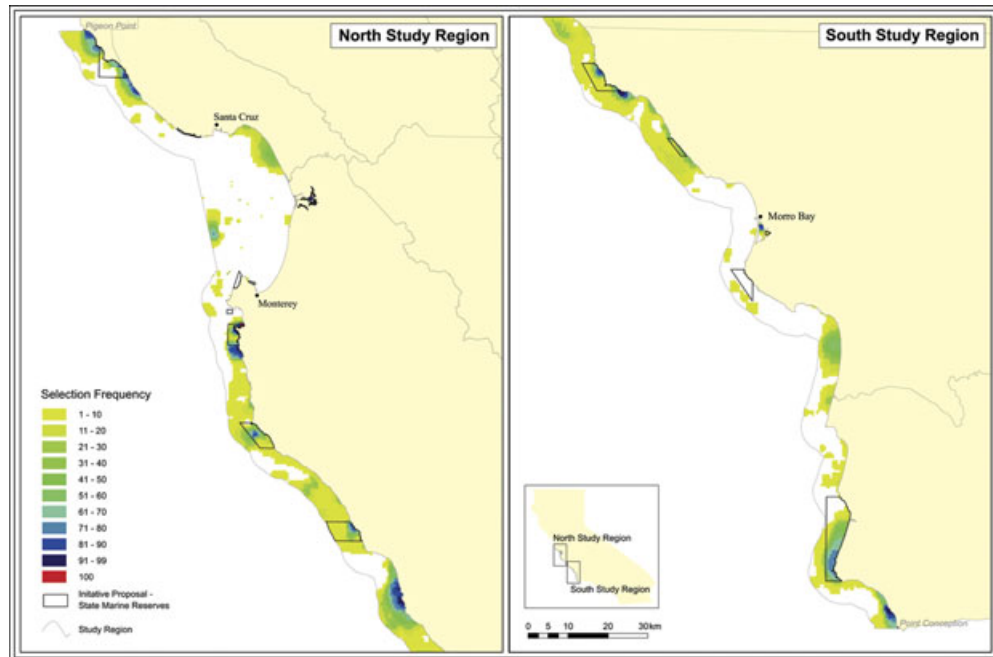 Pigeon Point
North Study Region
Santa Cruz
Monterey
Selection Frequency
1 - 10
11 - 20
21 - 30
31 - 40
41 - 50
51 - 60
61 - 70
71 - 80
81 - 90
91 - 99
100
Initative Proposal -
State Marine Reserves
Study Region
South Study Region
Morro Bay
North Study Region
South Study Region
0 5 10 20 30km
Point Conception